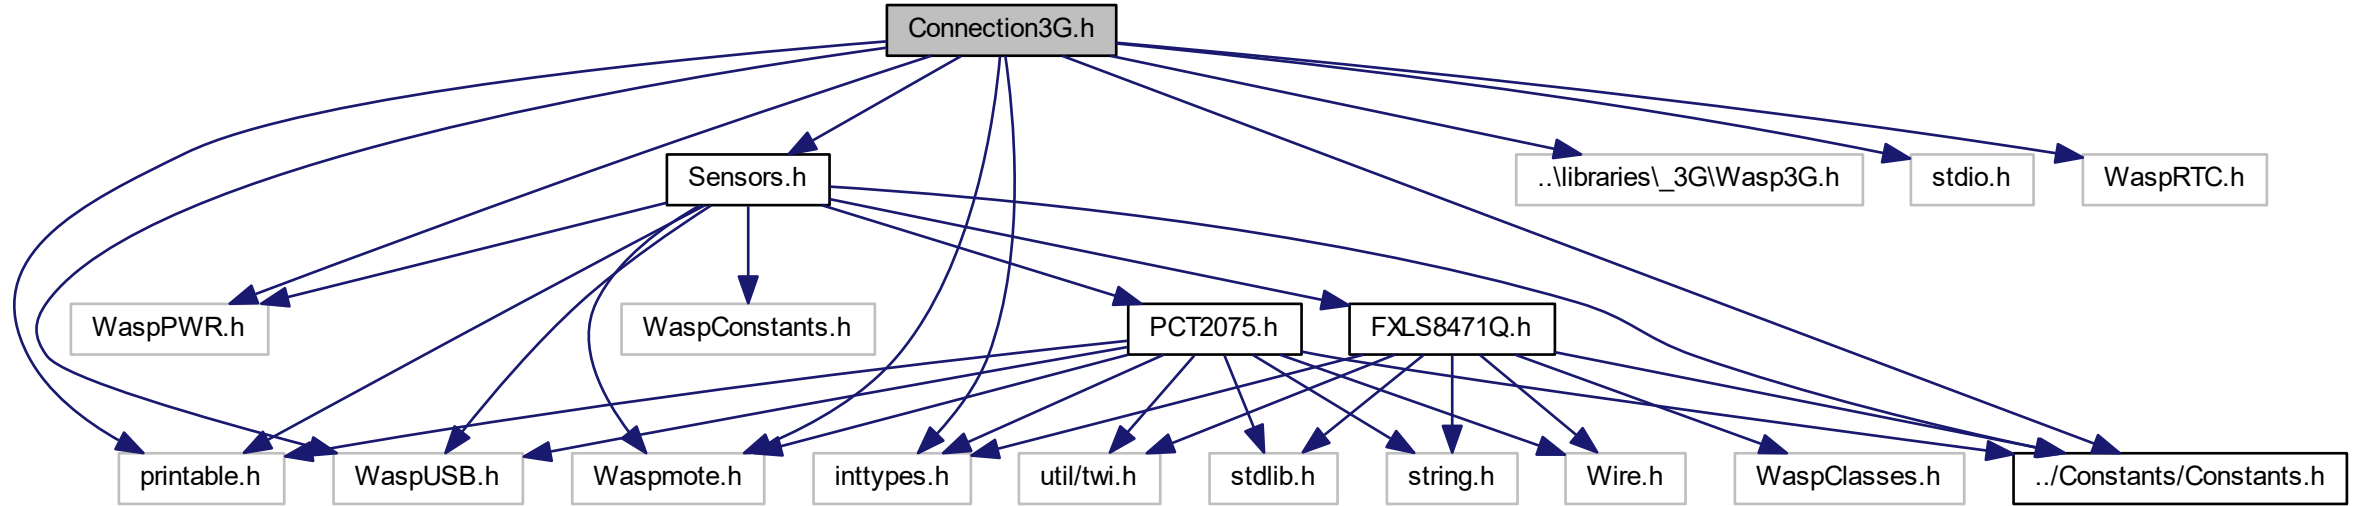 Connection3G.h
Sensors.h
..\libraries\_3G\Wasp3G.h
stdio.h
WaspRTC.h
WaspPWR.h
WaspConstants.h
PCT2075.h
FXLS8471Q.h
printable.h
WaspUSB.h
Waspmote.h
inttypes.h
util/twi.h
stdlib.h
string.h
Wire.h
WaspClasses.h
../Constants/Constants.h